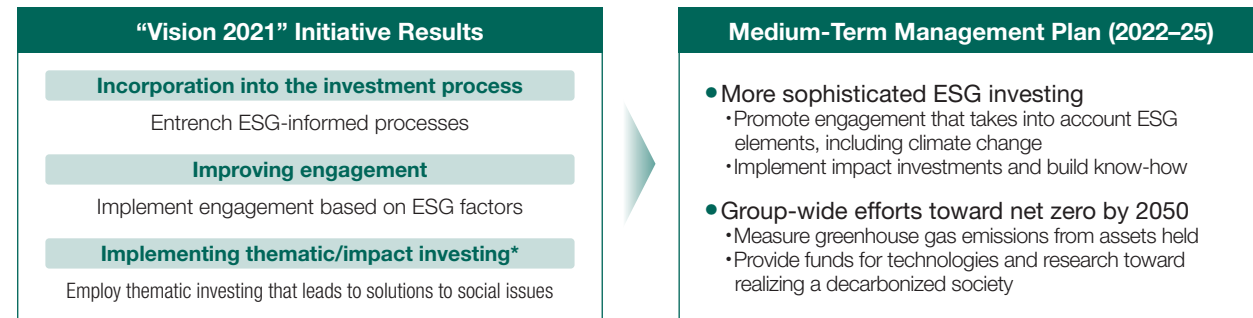 “Vision 2021” Initiative Results
Incorporation into the investment process
Entrench ESG-informed processes
Improving engagement
Implement engagement based on ESG factors
Implementing thematic/impact investing*
Employ thematic investing that leads to solutions to social issues
Medium-Term Management Plan (2022–25)
●More sophisticated ESG investing
・Promote engagement that takes into account ESG
elements, including climate change
・Implement impact investments and build know-how
●Group-wide efforts toward net zero by 2050
・Measure greenhouse gas emissions from assets held
・Provide funds for technologies and research toward
realizing a decarbonized society